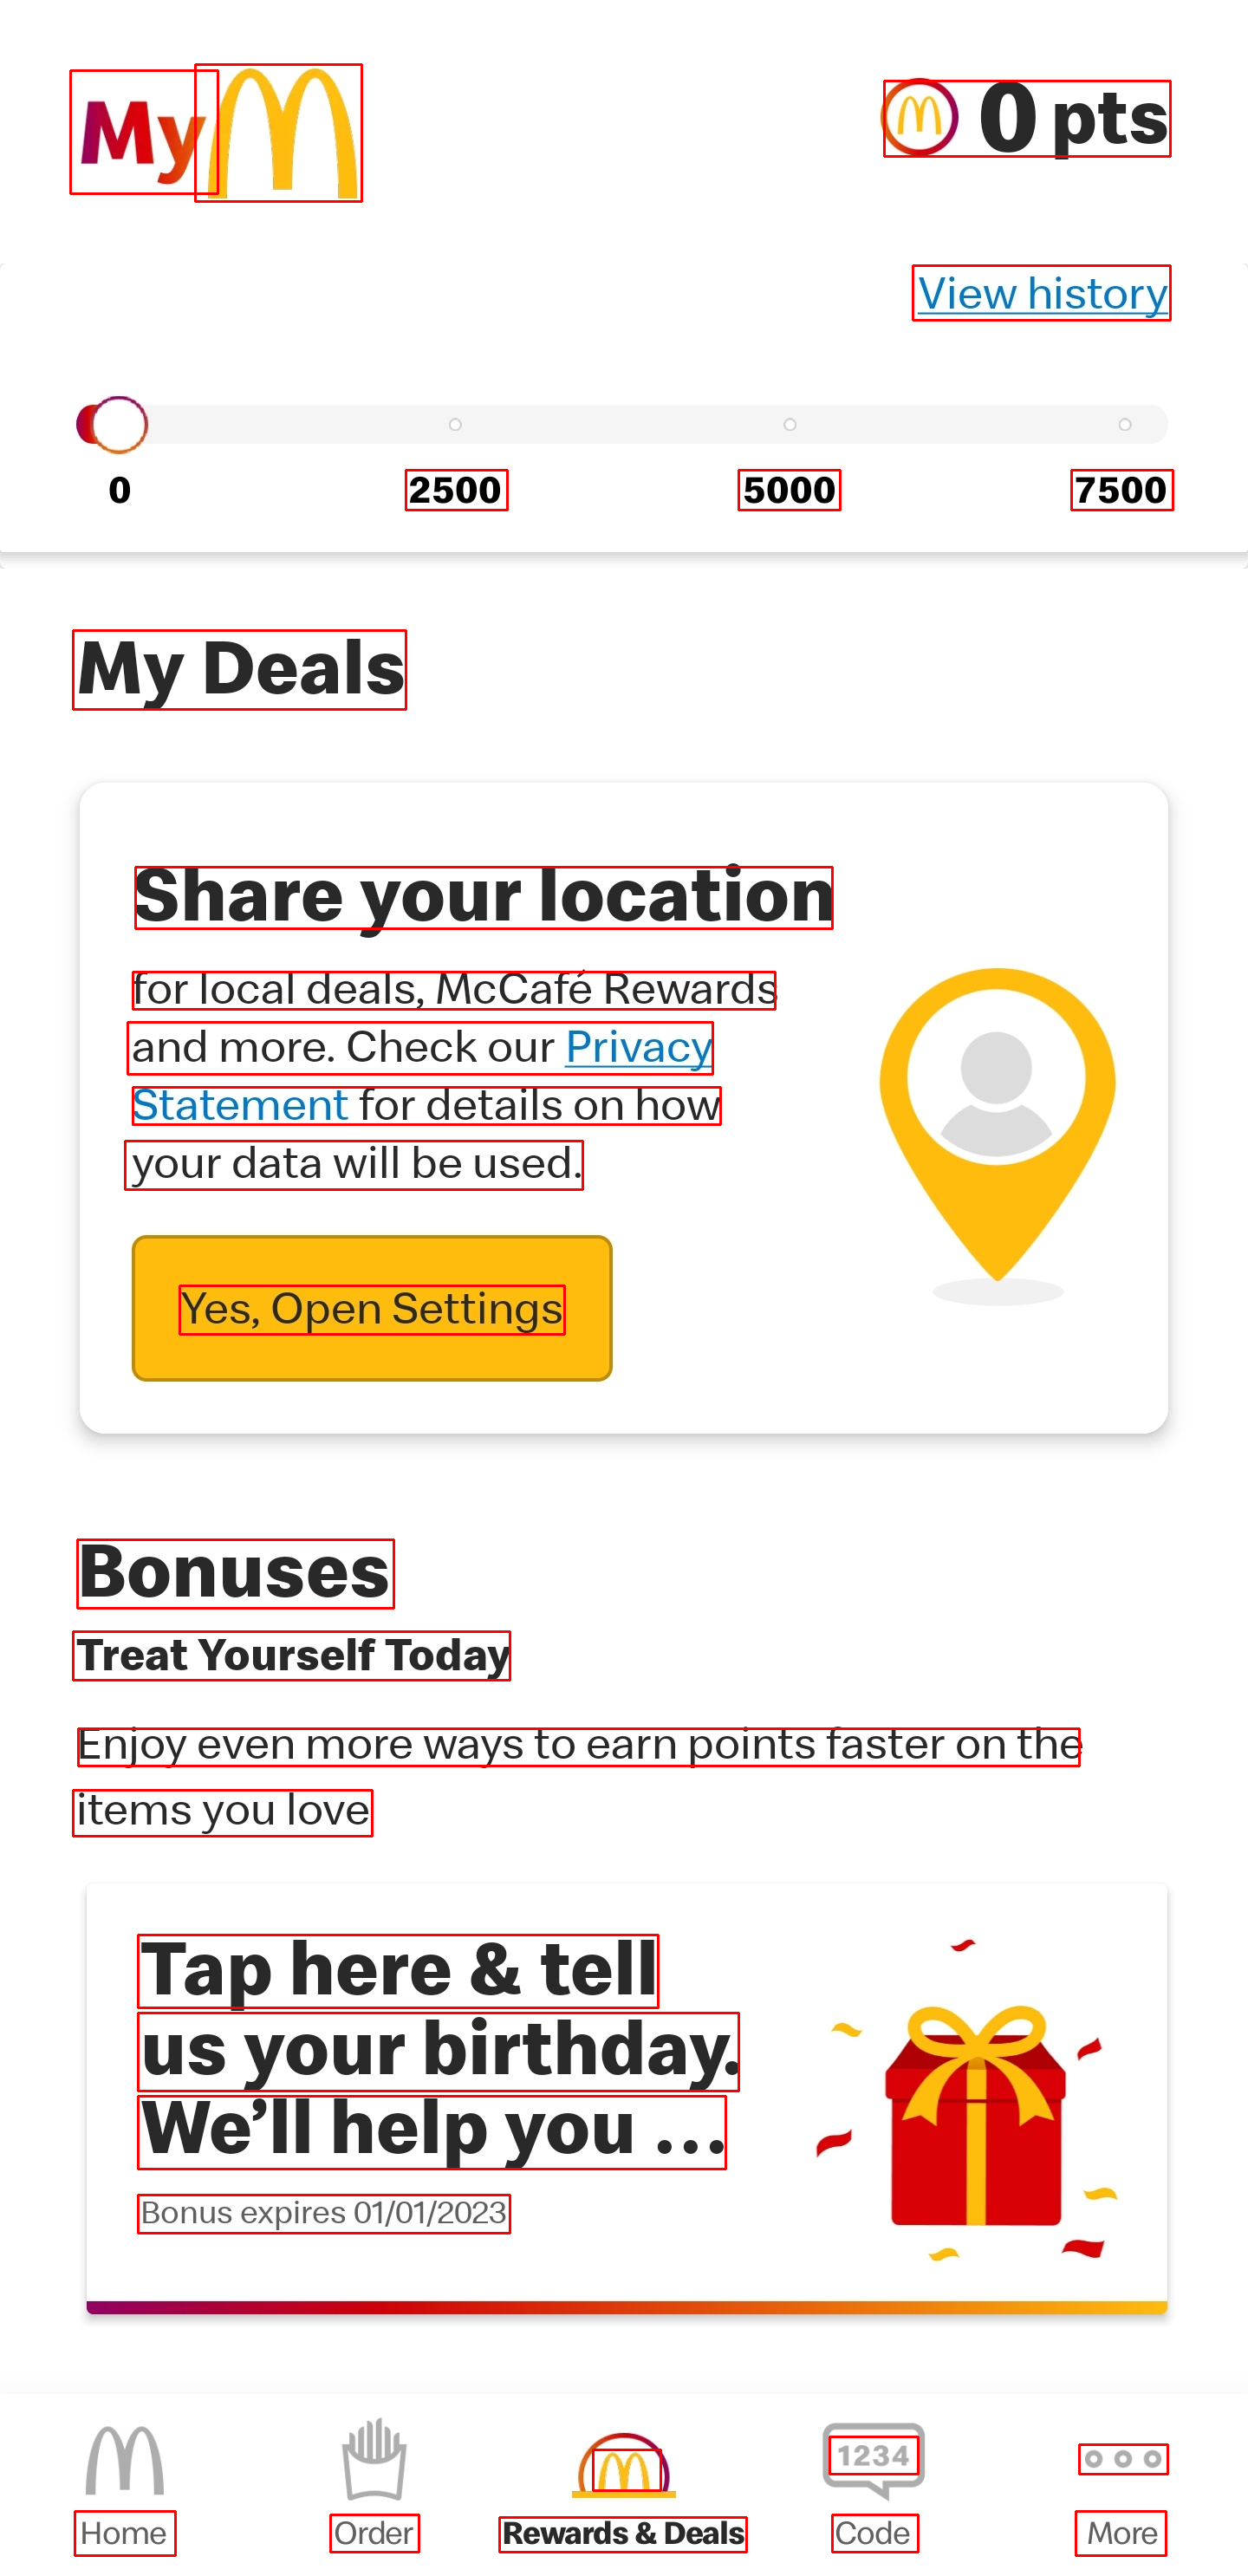 My
0 pts
View history
0 2500 5000 7500
My Deals
Share your location
for local deals, McCafé Rewards
and more. Check our Privacy
Statement for details on how
your data will be used.
Yes, Open Settings
Bonuses
Treat Yourself Today
Enjoy even more ways to earn points faster on the
items you love
Tap here & tell
us your birthday.
We’ll help you ...
Bonus expires 01/01/2023
1234
Home Order Rewards & Deals Code More